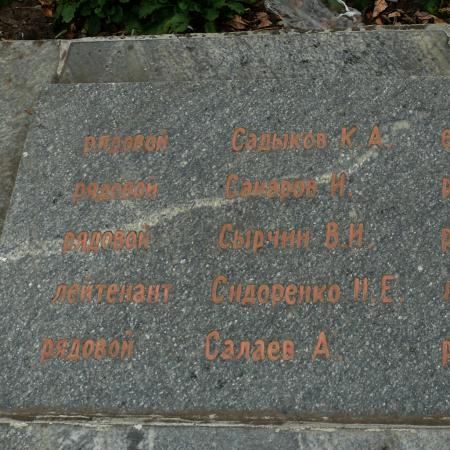 рядовой Садыков К.А.
рядовой Санаров И.
рядовой Сырчин В.И.
лейтенант Сидоренко П.Е.
рядовой Салаев А.